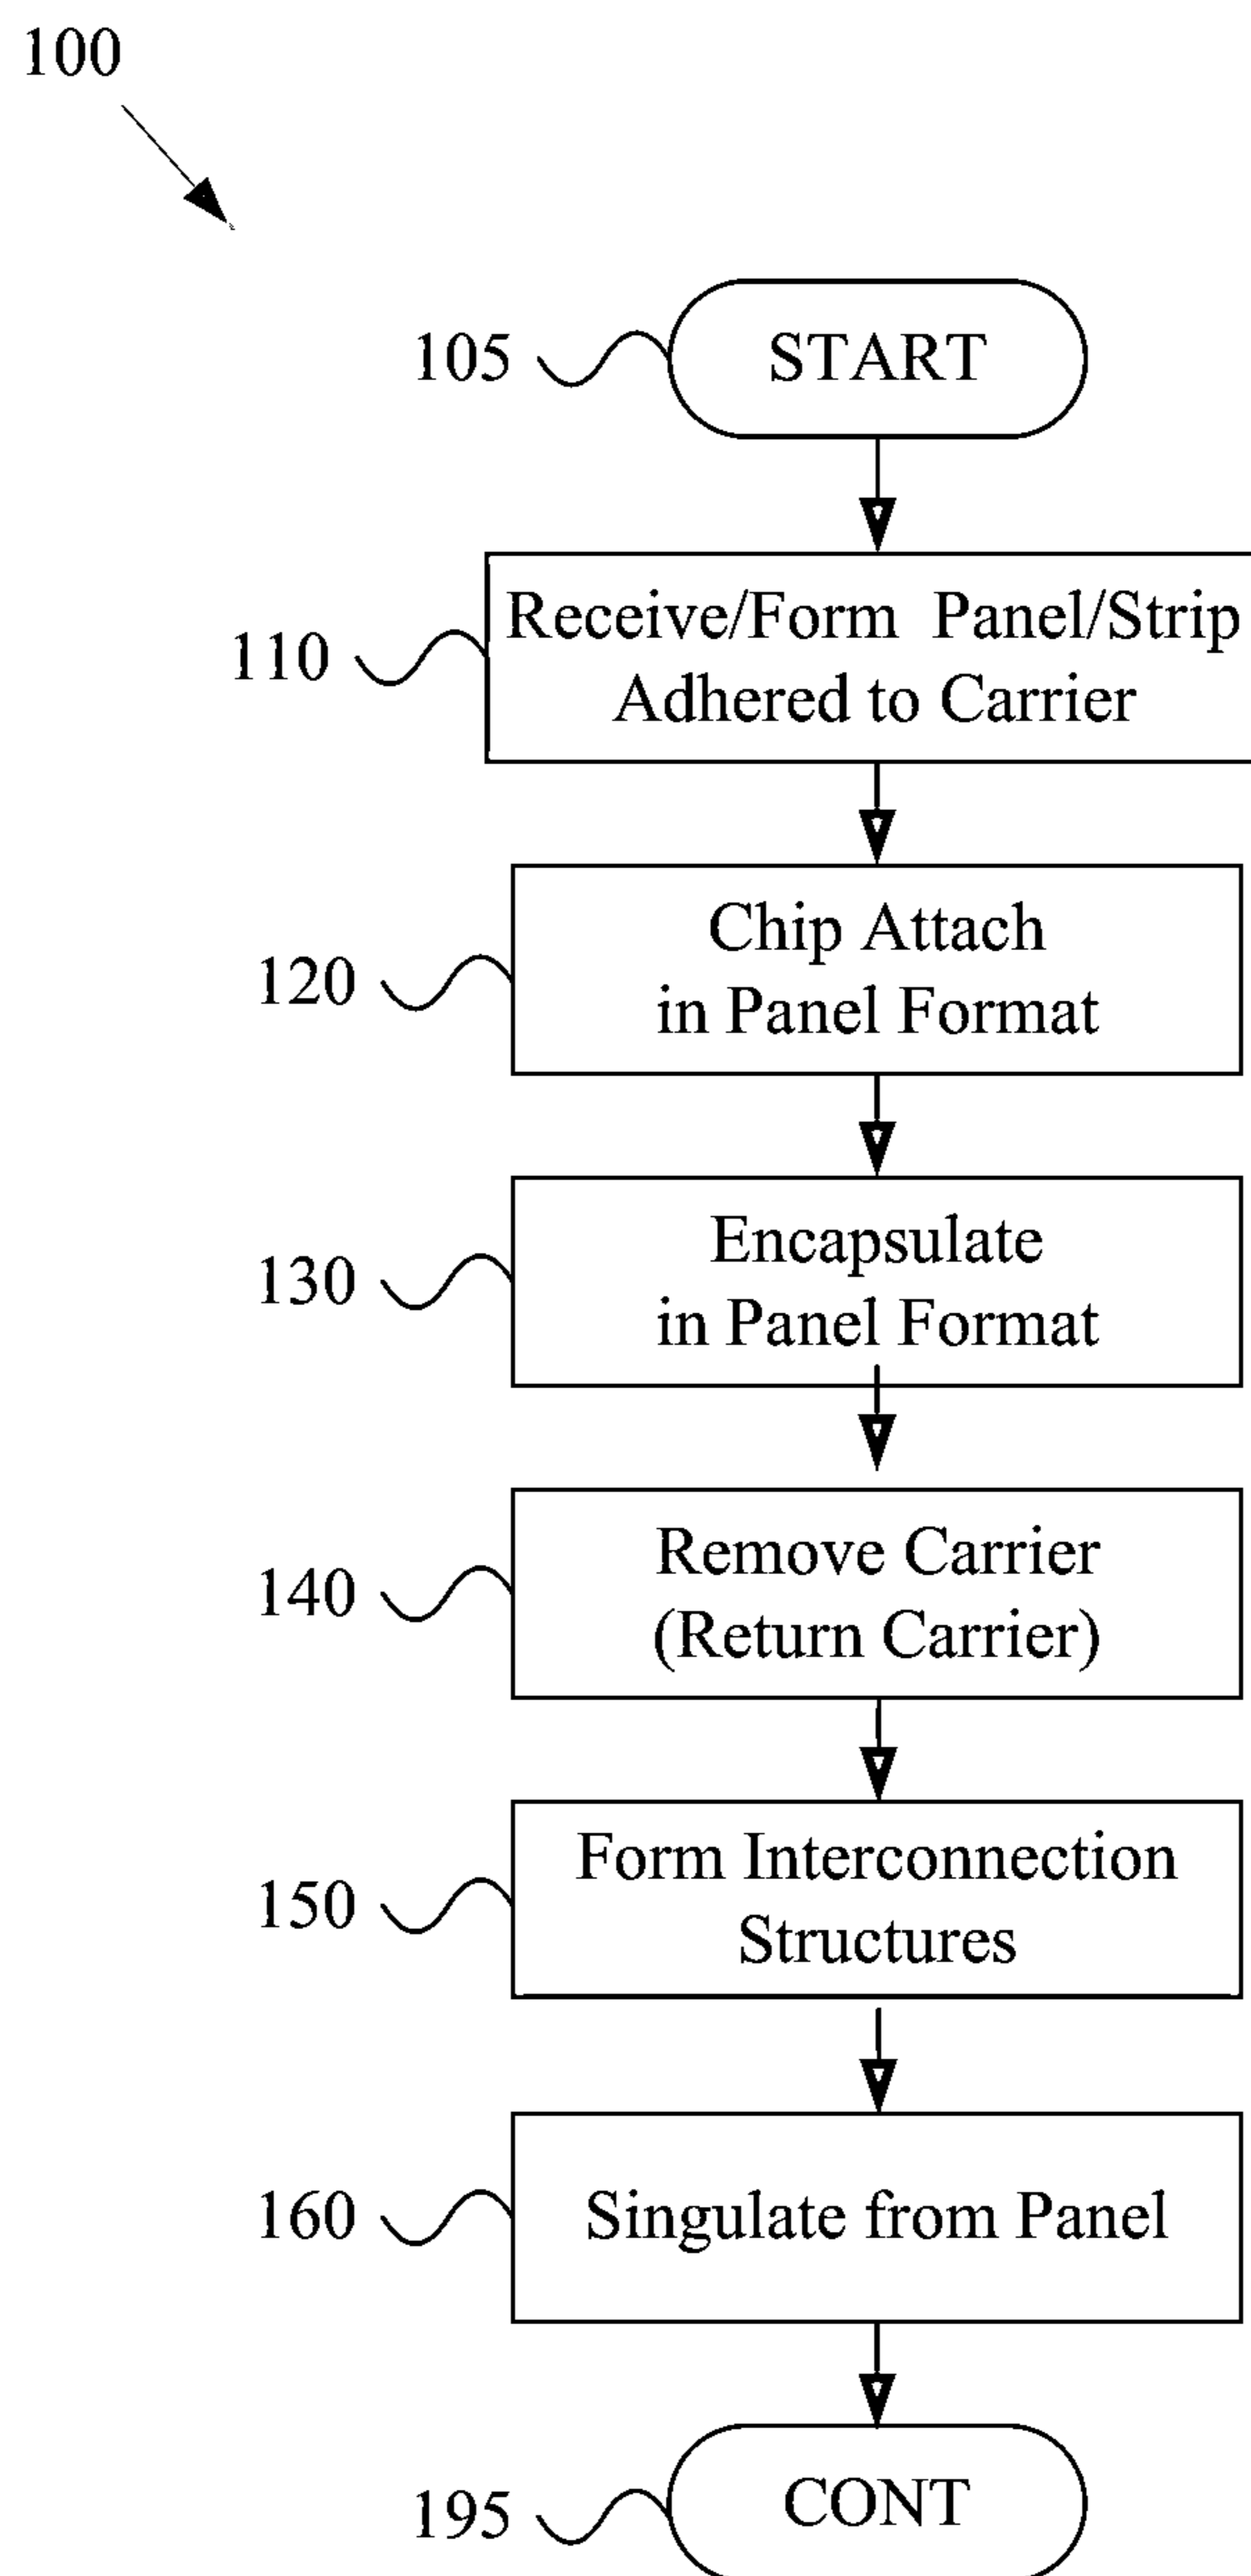 100
105
START
110
Receive/Form Panel/Strip
Adhered to Carrier
120
Chip Attach
in Panel Format
130
Encapsulate
in Panel Format
140
Remove Carrier
(Return Carrier)
150
Form Interconnection
Structures
160
Singulate from Panel
195
CONT